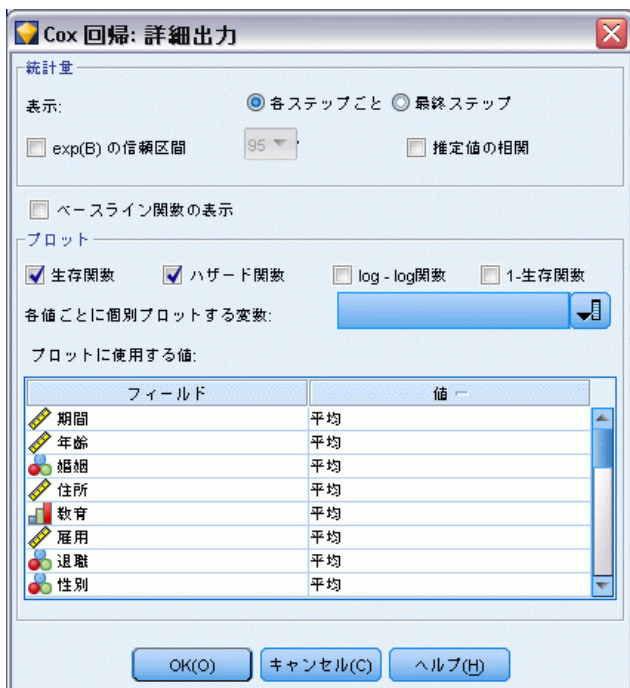 Cox 回帰: 詳細出力
統計量
表示: 各ステップごと 最終ステップ
exp(B) の信頼区間 95 推定値の相関
ベースライン関数の表示
プロット
生存関数 ハザード関数 log - log関数 1-生存関数
各値ごとに個別プロットする変数:
プロットに使用する値:
フィールド 値
期間 平均
年齢 平均
婚姻 平均
住所 平均
教育 平均
雇用 平均
退職 平均
性別 平均
OK(O) キャンセル(C) ヘルプ(H)